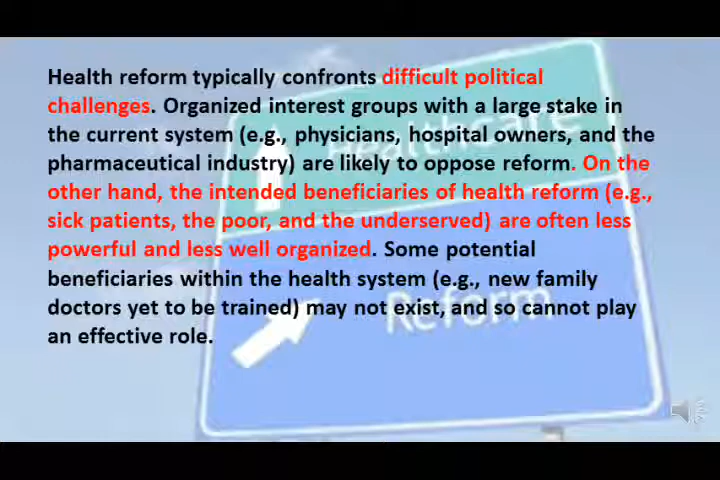 Health reform typically confronts difficult political
challenges. Organized interest groups with a large stake in
the current system (e.g., physicians, hospital owners, and the
pharmaceutical industry) are likely to oppose reform. On the
other hand, the intended beneficiaries of health reform (e.g.,
sick patients, the poor, and the underserved) are often less
powerful and less well organized. Some potential
beneficiaries within the health system (e.g., new family
doctors yet to be trained) may not exist, and so cannot play
an effective role.
Healthcare
Reform